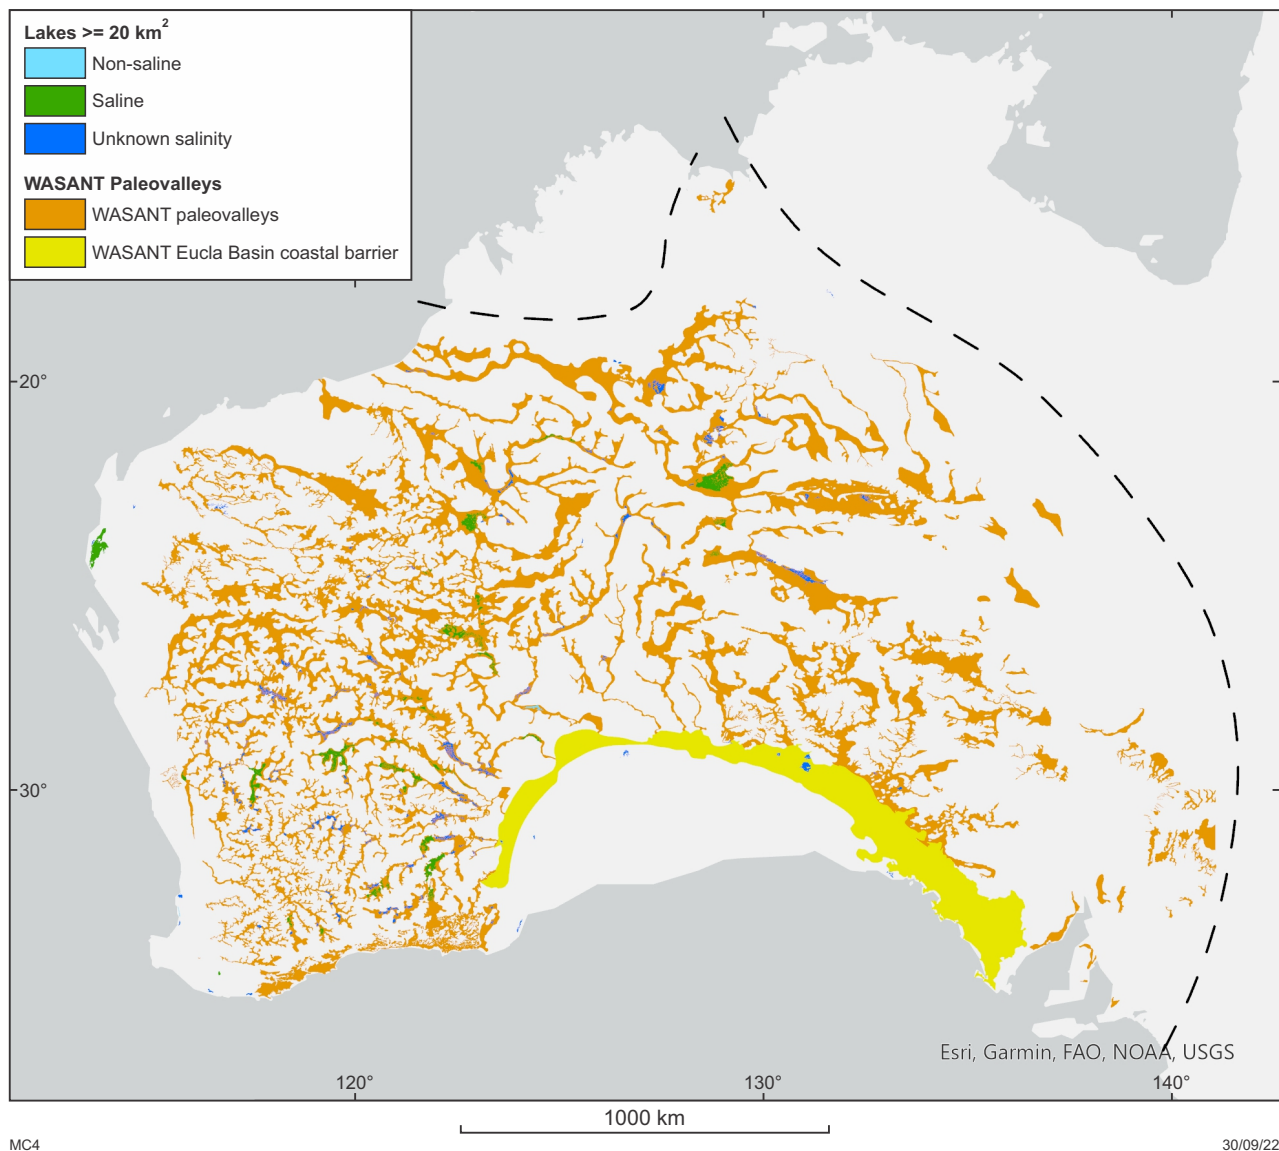 Lakes >= 20 km²
Non-saline
Saline
Unknown salinity
WASANT Paleovalleys
WASANT paleovalleys
WASANT Eucla Basin coastal barrier
20°
30°
Esri, Garmin, FAO, NOAA, USGS
120°
130°
140°
1000 km
MC4
30/09/22